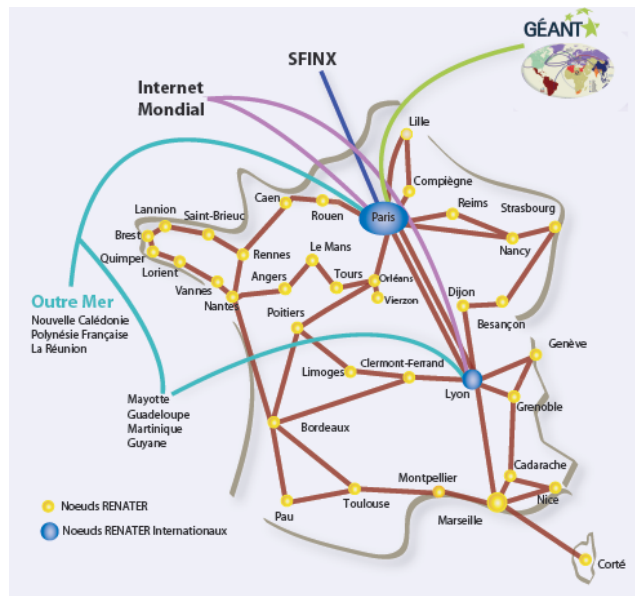 GÉANT
SFINX
Internet
Mondial
Lille
Compiègne
Caen
Rouen
Paris
Reims
Strasbourg
Lannion
Saint-Brieuc
Brest
Rennes
Nancy
Quimper
Lorient
Le Mans
Angers
Tours
Orléans
Vannes
Nantes
Vierzon
Dijon
Besançon
Outre Mer
Nouvelle Calédonie
Polynésie Française
La Réunion
Poitiers
Genève
Limoges
Clermont-Ferrand
Lyon
Grenoble
Mayotte
Guadeloupe
Martinique
Guyane
Bordeaux
Cadarache
Montpellier
Nice
Toulouse
Marseille
Pau
Noeuds RENATER
Noeuds RENATER Internationaux
Corté